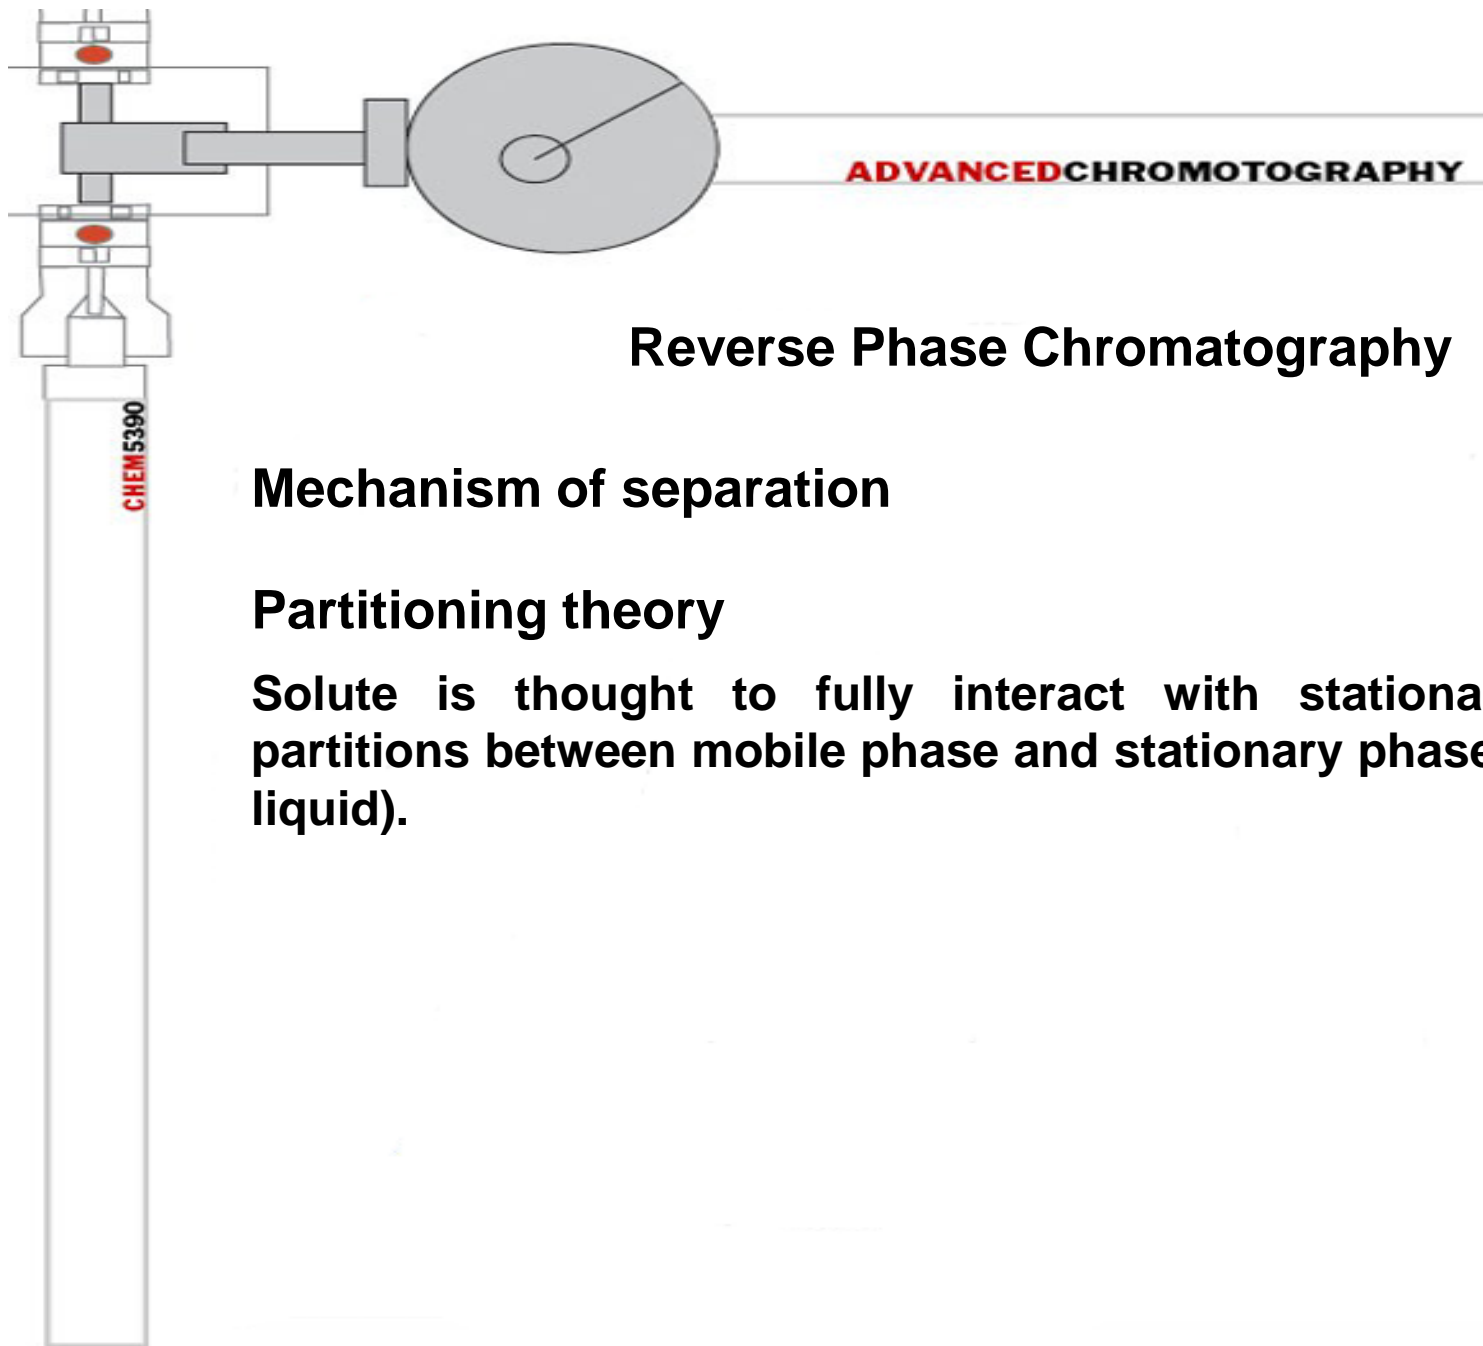 ADVANCEDCHROMOTOGRAPHY
Reverse Phase Chromatography
CHEM5390
Mechanism of separation
Partitioning theory
Solute is thought to fully interact with
partitions between mobile phase and stationary
liquid).